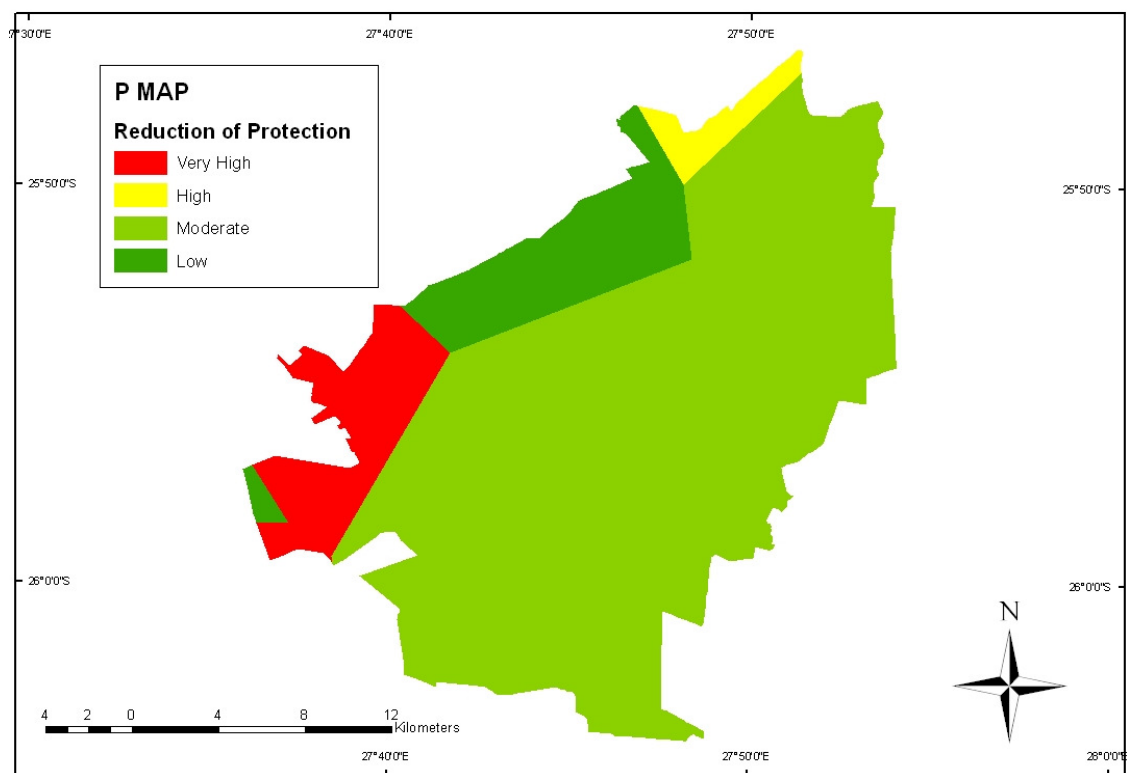 27°30'0"E
27°40'0"E
27°50'0"E
P MAP
Reduction of Protection
Very High
High
Moderate
Low
25°50'0"S
25°50'0"S
26°0'0"S
26°0'0"S
N
4 2 0 4 8 12
Kilometers
27°40'0"E
27°50'0"E
28°0'0"E